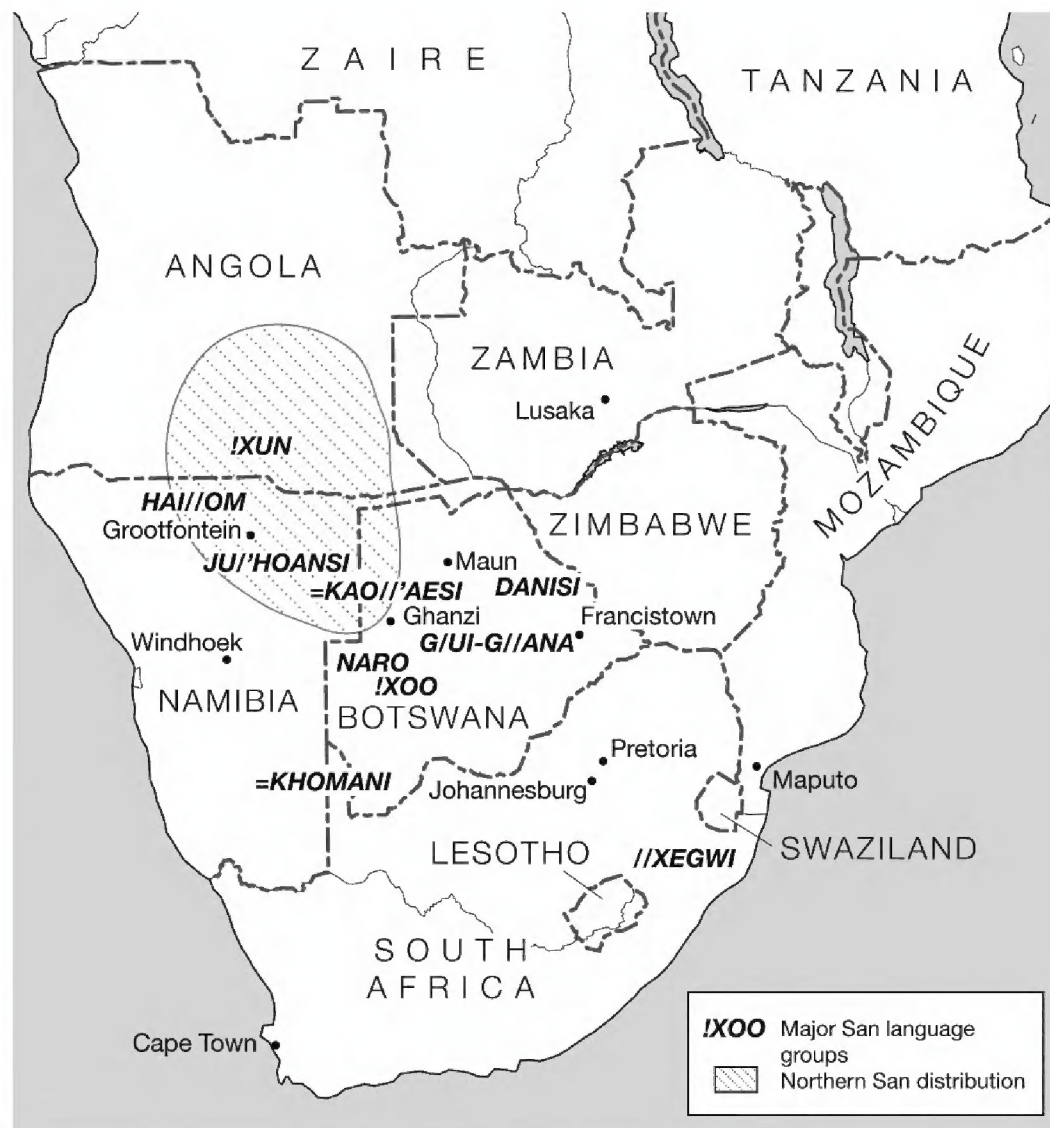 ZAIRE
TANZANIA
ANGOLA
ZAMBIA
Lusaka
MOZAMBIQUE
!XUN
HAI//OM
Grootfontein
ZIMBABWE
JU/'HOANSI
Maun
=KAO//'AESI
DANISI
Ghanzi
Francistown
G/UI-G//ANA
Windhoek
NARO
!XOO
NAMIBIA
BOTSWANA
Pretoria
=KHOMANI
Johannesburg
Maputo
LESOTHO
//XEGWI
SWAZILAND
SOUTH
AFRICA
Cape Town
!XOO Major San language
groups
Northern San distribution